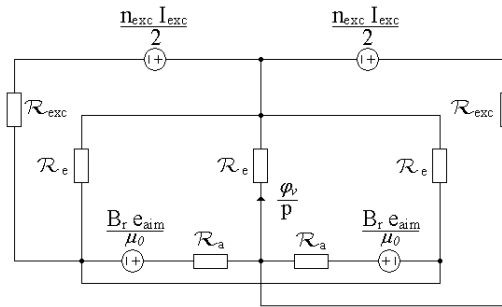 n_exc I_exc / 2
n_exc I_exc / 2
ℛ_exc
ℛ_exc
ℛ_e
ℛ_e
ℛ_e
φ_v / p
B_r e_aim / μ_0
ℛ_a
ℛ_a
B_r e_aim / μ_0